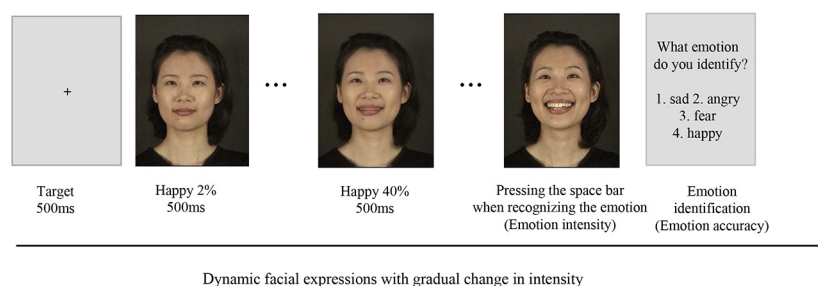 +
What emotion
do you identify?
1. sad 2. angry
3. fear
4. happy
Target
500ms
Happy 2%
500ms
Happy 40%
500ms
Pressing the space bar
when recognizing the emotion
(Emotion intensity)
Emotion
identification
(Emotion accuracy)
Dynamic facial expressions with gradual change in intensity